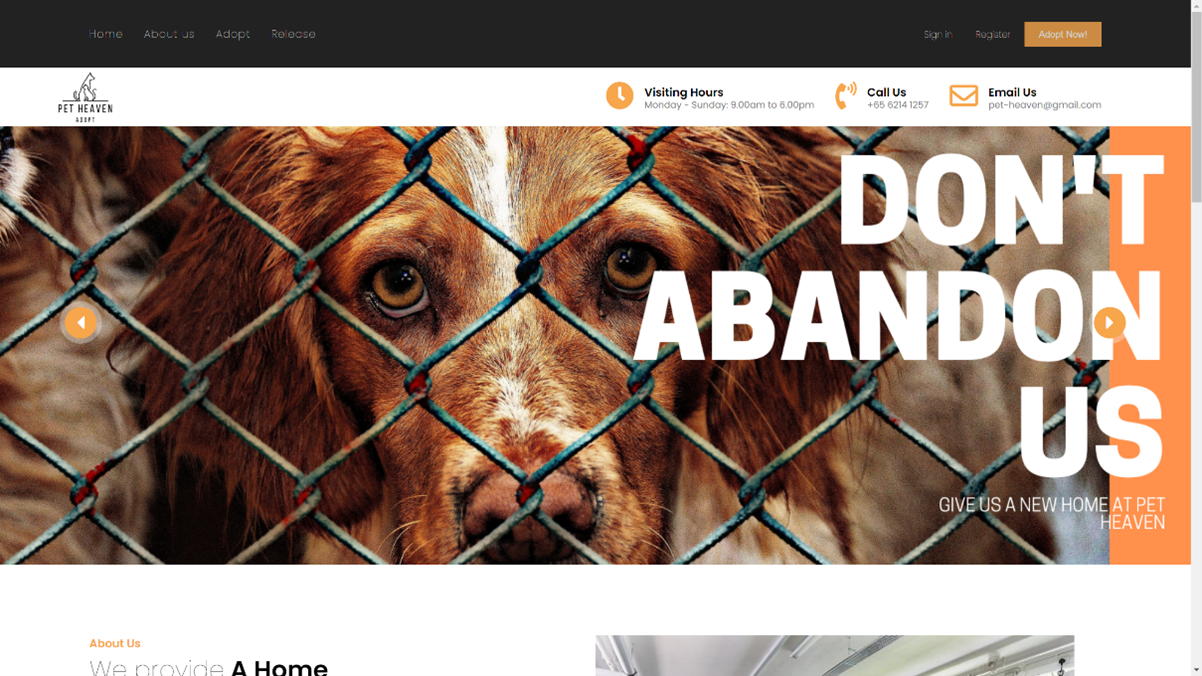 Home About us Adopt Release Sign in Register Adopt Now!
PET HEAVEN
ADOPT
Visiting Hours
Monday - Sunday: 9.00am to 6.00pm
Call Us
+65 6214 1257
Email Us
pet-heaven@gmail.com
DON'T
ABANDON
US
GIVE US A NEW HOME AT PET
HEAVEN
About Us
We provide A Home